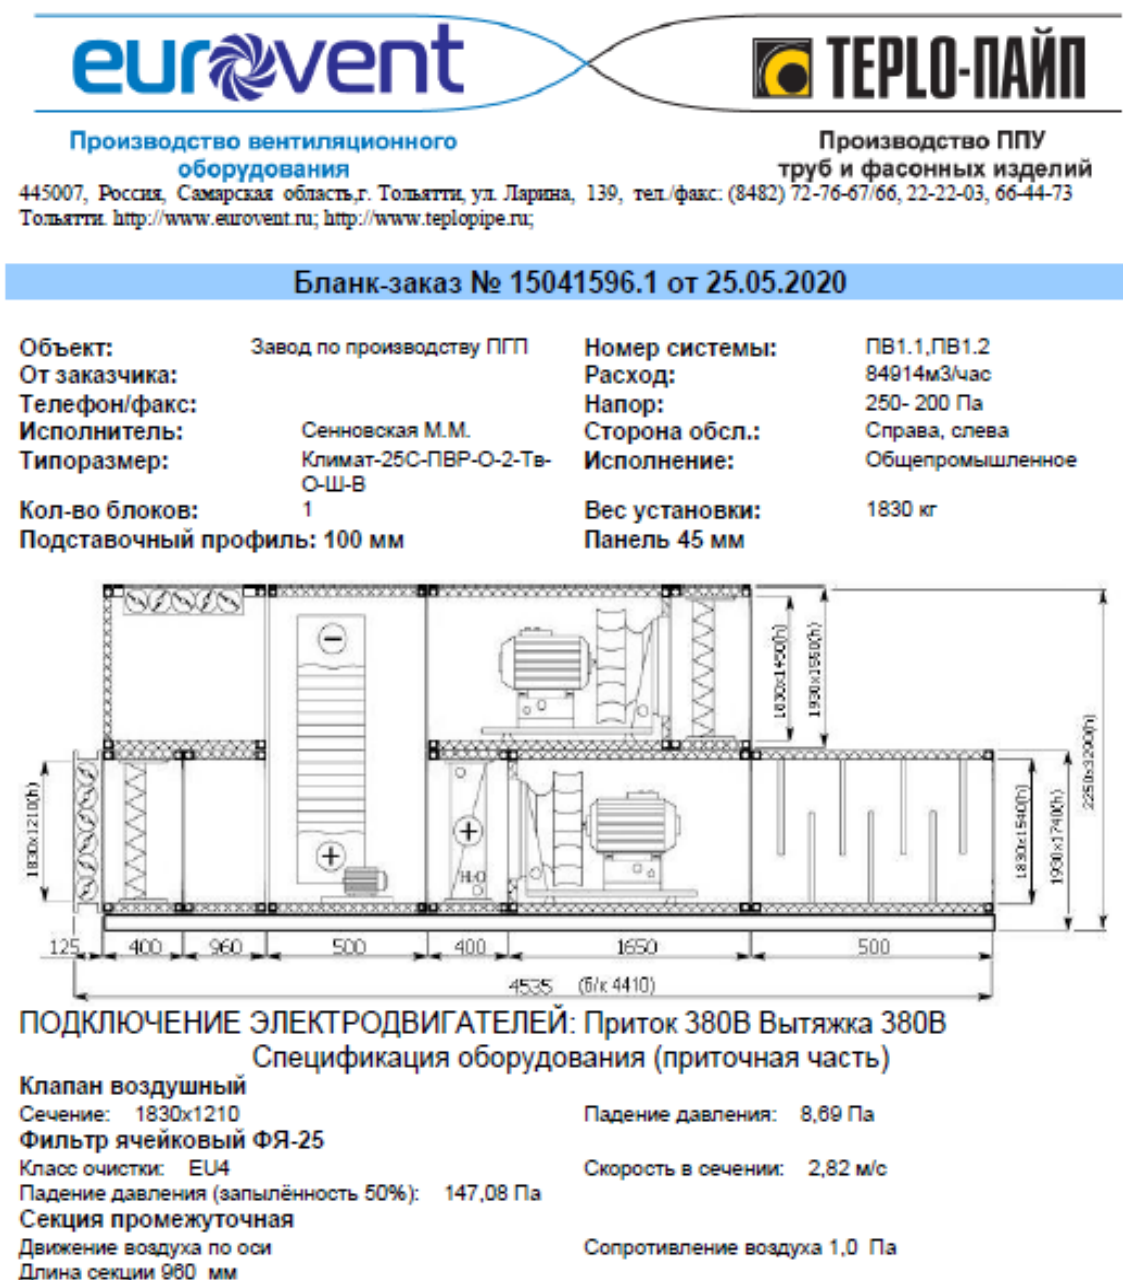 eurovent
TEPLO-ПАЙП
Производство вентиляционного
оборудования
Производство ППУ
труб и фасонных изделий
445007, Россия, Самарская область,г. Тольятти, ул. Ларина, 139, тел./факс: (8482) 72-76-67/66, 22-22-03, 66-44-73
Тольятти. http://www.eurovent.ru; http://www.teplopipe.ru;
Бланк-заказ № 15041596.1 от 25.05.2020
Объект: Завод по производству ПГП Номер системы: ПВ1.1,ПВ1.2
От заказчика: Расход: 84914м3/час
Телефон/факс: Напор: 250- 200 Па
Исполнитель: Сенновская М.М. Сторона обсл.: Справа, слева
Типоразмер: Климат-25С-ПВР-О-2-Тв- Исполнение: Общепромышленное
О-Ш-В
Кол-во блоков: 1 Вес установки: 1830 кг
Подставочный профиль: 100 мм Панель 45 мм
1830x1450(h)
1930x1550(h)
2250x3290(h)
1830x1210(h)
H2O
1830x1540(h)
1930x1740(h)
125 400 960 500 400 1650 500
4535 (б/к 4410)
ПОДКЛЮЧЕНИЕ ЭЛЕКТРОДВИГАТЕЛЕЙ: Приток 380В Вытяжка 380В
Спецификация оборудования (приточная часть)
Клапан воздушный
Сечение: 1830x1210 Падение давления: 8,69 Па
Фильтр ячейковый ФЯ-25
Класс очистки: EU4 Скорость в сечении: 2,82 м/с
Падение давления (запылённость 50%): 147,08 Па
Секция промежуточная
Движение воздуха по оси Сопротивление воздуха 1,0 Па
Длина секции 960 мм